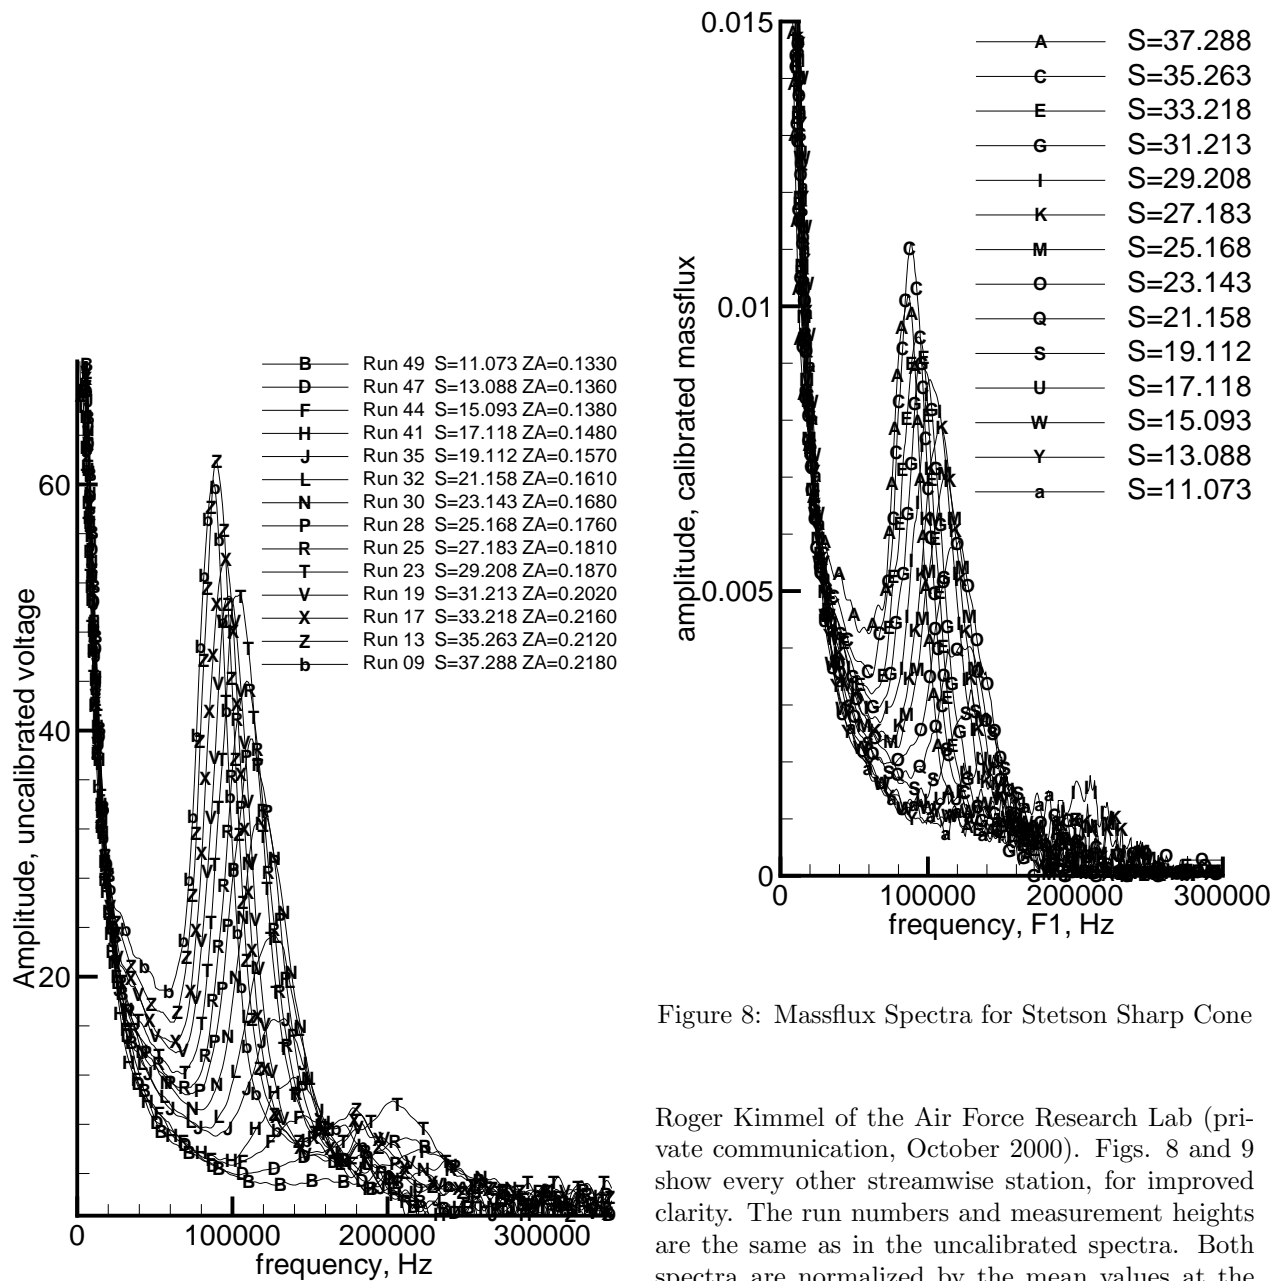 60
40
20
0
100000
200000
300000
Amplitude, uncalibrated voltage
frequency, Hz
B Run 49 S=11.073 ZA=0.1330
D Run 47 S=13.088 ZA=0.1360
F Run 44 S=15.093 ZA=0.1380
H Run 41 S=17.118 ZA=0.1480
J Run 35 S=19.112 ZA=0.1570
L Run 32 S=21.158 ZA=0.1610
N Run 30 S=23.143 ZA=0.1680
P Run 28 S=25.168 ZA=0.1760
R Run 25 S=27.183 ZA=0.1810
T Run 23 S=29.208 ZA=0.1870
V Run 19 S=31.213 ZA=0.2020
X Run 17 S=33.218 ZA=0.2160
Z Run 13 S=35.263 ZA=0.2120
b Run 09 S=37.288 ZA=0.2180
0.015
0.01
0.005
0
0
100000
200000
300000
amplitude, calibrated massflux
frequency, F1, Hz
A S=37.288
C S=35.263
E S=33.218
G S=31.213
I S=29.208
K S=27.183
M S=25.168
O S=23.143
Q S=21.158
S S=19.112
U S=17.118
W S=15.093
Y S=13.088
a S=11.073
Figure 8: Massflux Spectra for Stetson Sharp Cone
Roger Kimmel of the Air Force Research Lab (pri-
vate communication, October 2000). Figs. 8 and 9
show every other streamwise station, for improved
clarity. The run numbers and measurement heights
are the same as in the uncalibrated spectra. Both
spectra are normalized by the mean values at the